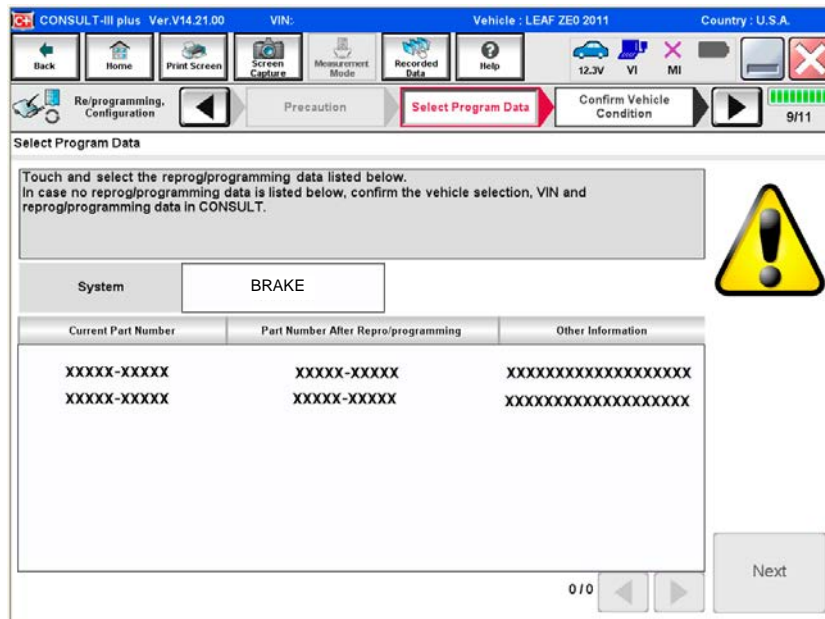 C+ CONSULT-III plus Ver.V14.21.00 VIN: Vehicle : LEAF ZE0 2011 Country : U.S.A.
Back Home Print Screen Screen Capture Measurement Mode Recorded Data Help 12.3V VI MI
Re/programming, Configuration Precaution Select Program Data Confirm Vehicle Condition 9/11
Select Program Data
Touch and select the reprog/programming data listed below.
In case no reprog/programming data is listed below, confirm the vehicle selection, VIN and
reprog/programming data in CONSULT.
System BRAKE
Current Part Number Part Number After Repro/programming Other Information
XXXXX-XXXXX XXXXX-XXXXX XXXXXXXXXXXXXXXXXXX
XXXXX-XXXXX XXXXX-XXXXX XXXXXXXXXXXXXXXXXXX
Next
0/0